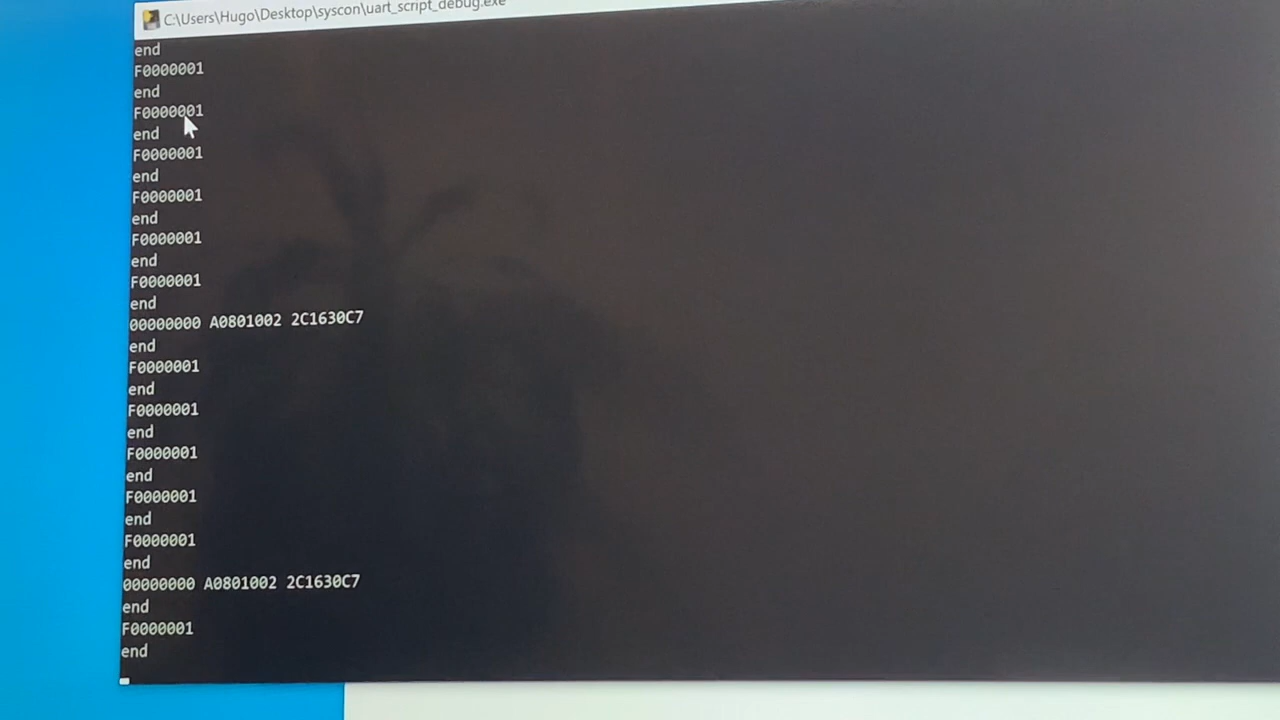 C:\Users\Hugo\Desktop\syscon\uart_script_debug.exe
end
F0000001
end
F0000001
end
F0000001
end
F0000001
end
F0000001
end
F0000001
end
00000000 A0801002 2C1630C7
end
F0000001
end
F0000001
end
F0000001
end
F0000001
end
F0000001
end
00000000 A0801002 2C1630C7
end
F0000001
end